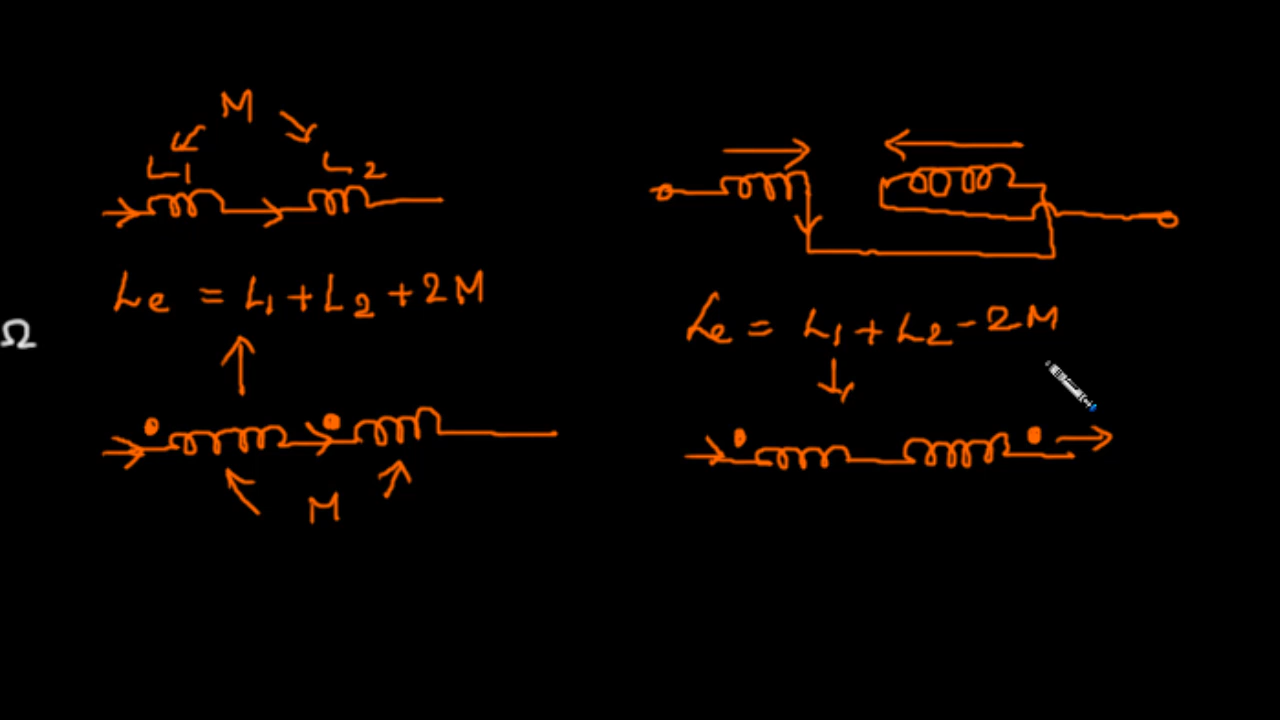 M
L1 L2
Le = L1 + L2 + 2M
M
Le = L1 + L2 - 2M
Ω